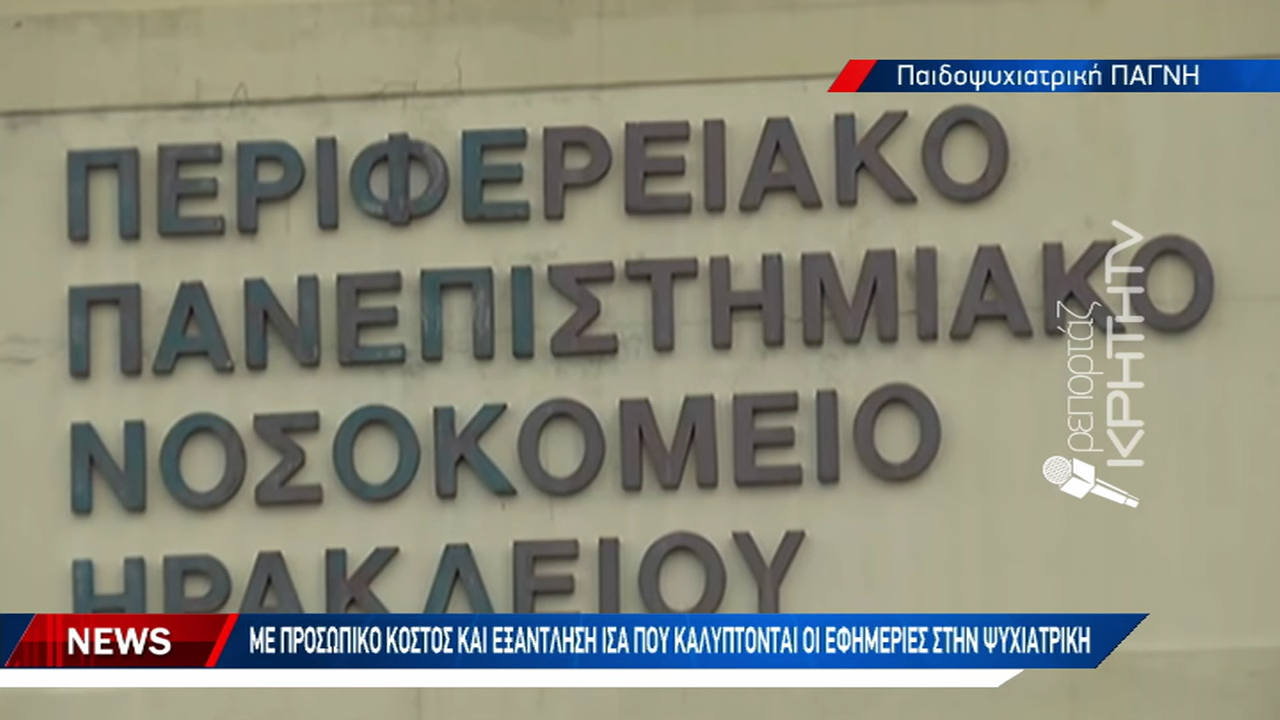 Παιδοψυχιατρική ΠΑΓΝΗ
ΠΕΡΙΦΕΡΕΙΑΚΟ
ΠΑΝΕΠΙΣΤΗΜΙΑΚΟ
ΝΟΣΟΚΟΜΕΙΟ
ΗΡΑΚΛΕΙΟΥ
ρεπορτάζ
ΚΡΗΤΗTV
NEWS ΜΕ ΠΡΟΣΩΠΙΚΟ ΚΟΣΤΟΣ ΚΑΙ ΕΞΑΝΤΛΗΣΗ ΙΣΑ ΠΟΥ ΚΑΛΥΠΤΟΝΤΑΙ ΟΙ ΕΦΗΜΕΡΙΕΣ ΣΤΗΝ ΨΥΧΙΑΤΡΙΚΗ